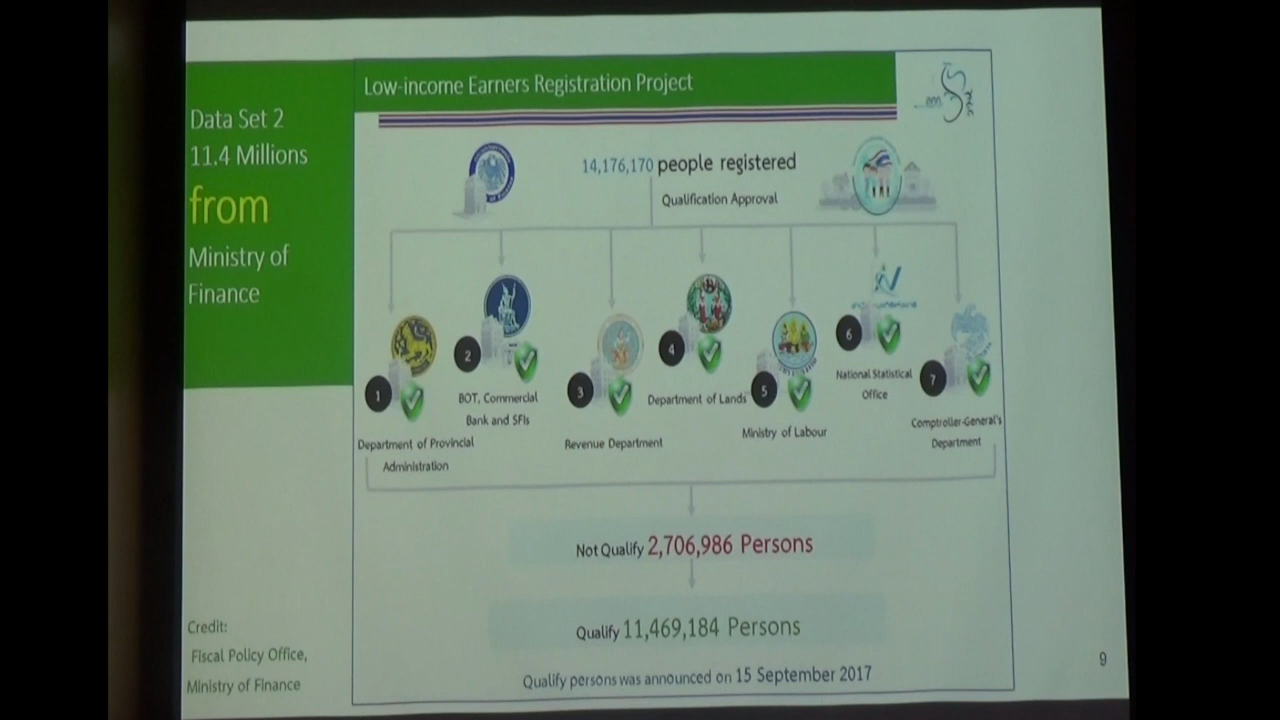 Low-income Earners Registration Project
Data Set 2
11.4 Millions
from
Ministry of
Finance
14,176,170 people registered
Qualification Approval
1
Department of Provincial
Administration
2
BOT, Commercial
Bank and SFIs
3
Revenue Department
4
Department of Lands
5
Ministry of Labour
6
National Statistical
Office
7
Comptroller-General's
Department
Not Qualify 2,706,986 Persons
Qualify 11,469,184 Persons
Qualify persons was announced on 15 September 2017
Credit:
Fiscal Policy Office,
Ministry of Finance
9